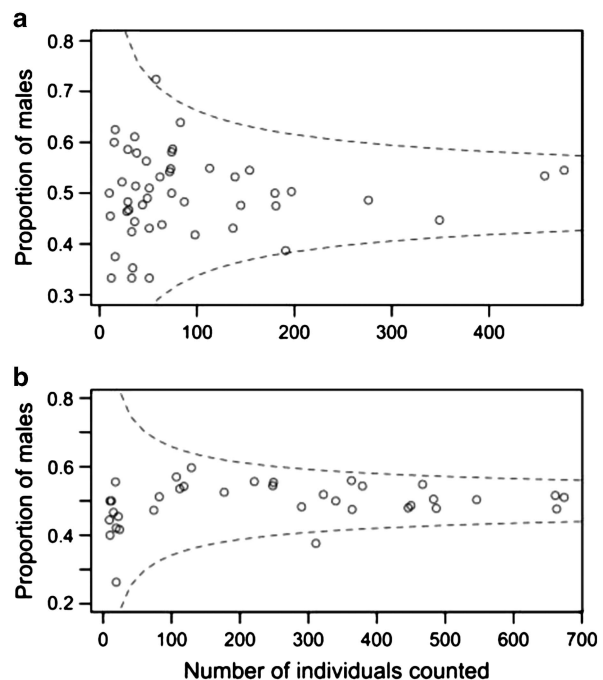 a
Proportion of males
0.8
0.7
0.6
0.5
0.4
0.3
0 100 200 300 400
b
Proportion of males
0.8
0.6
0.4
0.2
0 100 200 300 400 500 600 700
Number of individuals counted